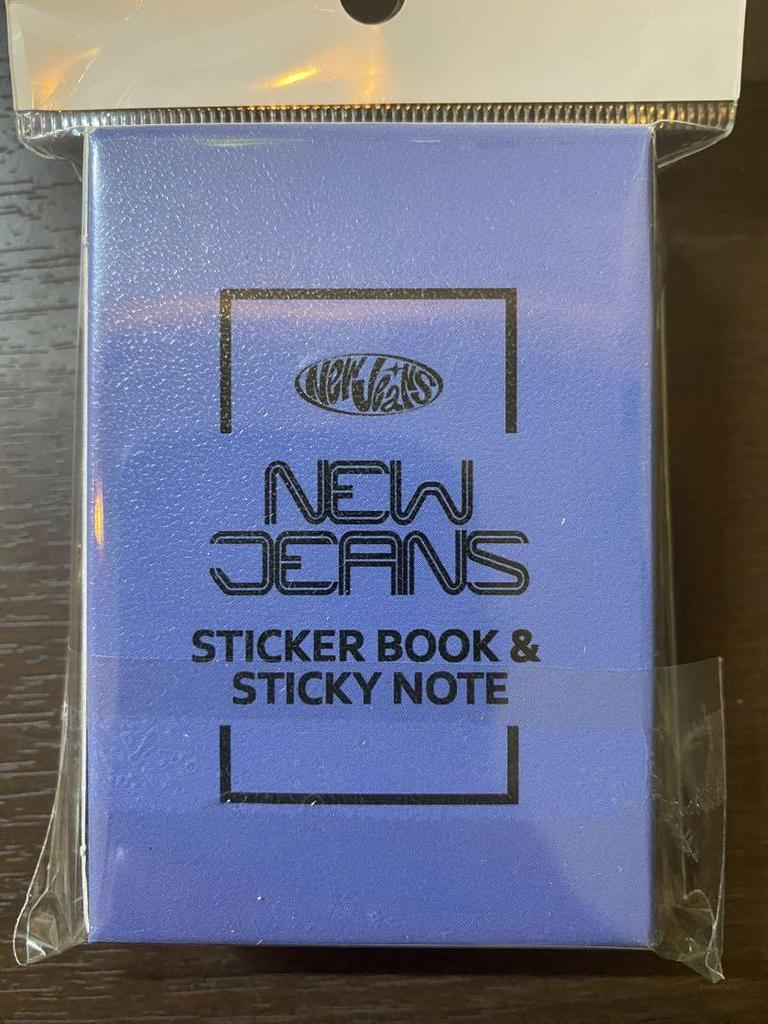 NewJeans
NEW
JEANS
STICKER BOOK &
STICKY NOTE